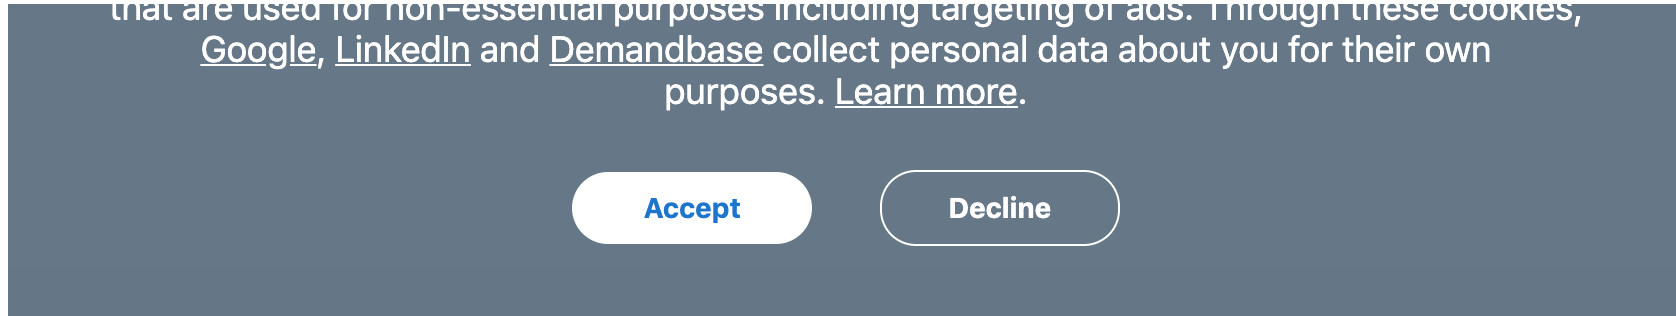 that are used for non-essential purposes including targeting of ads. Through these cookies,
Google, LinkedIn and Demandbase collect personal data about you for their own
purposes. Learn more.
Accept Decline